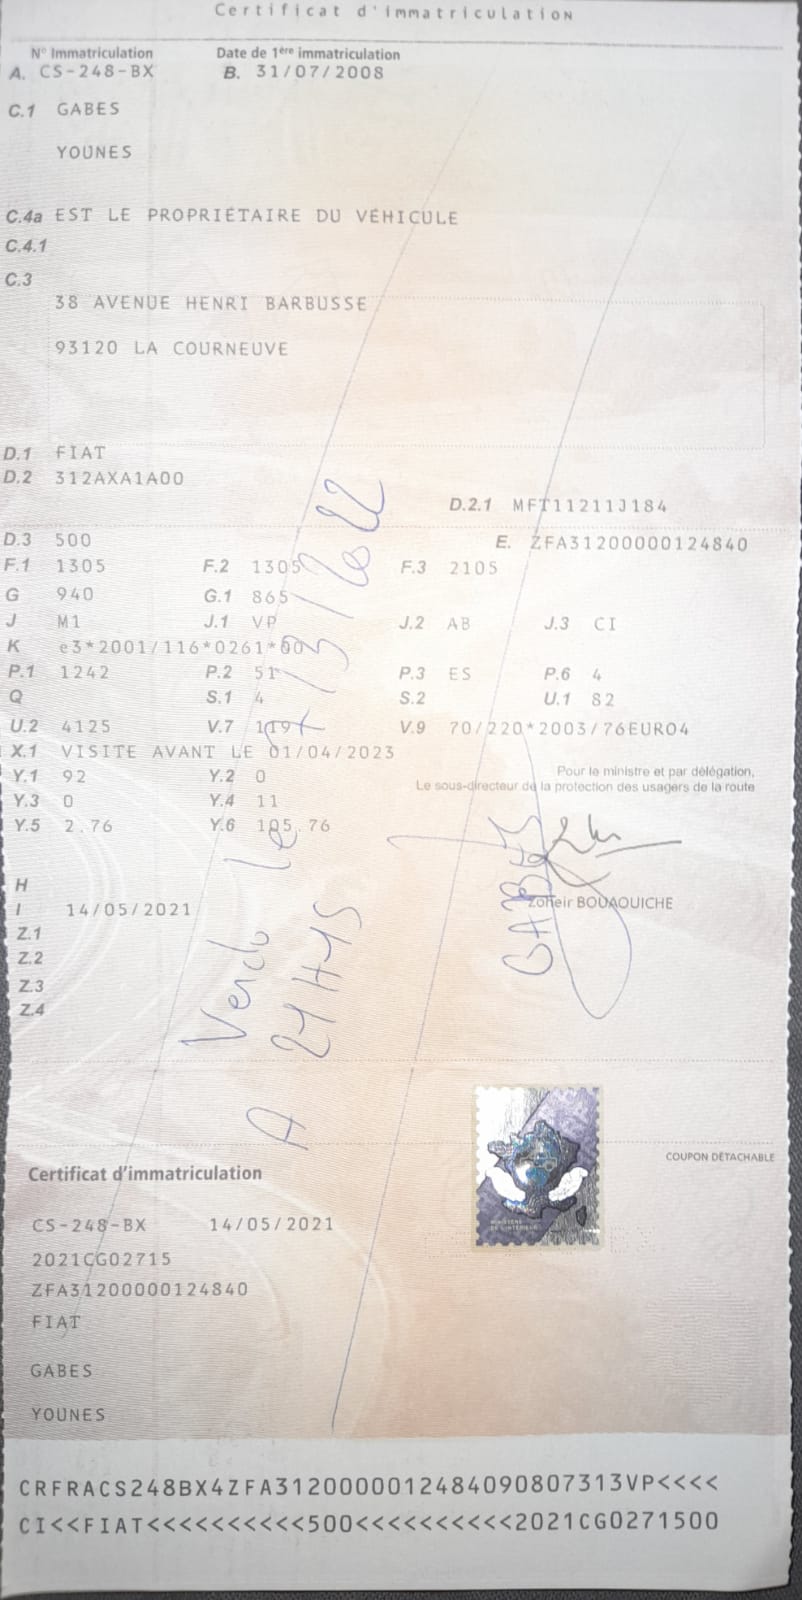 Certificat d'immatriculation
N° Immatriculation Date de 1ère immatriculation
A. CS-248-BX B. 31/07/2008
C.1 GABES
YOUNES
C.4a EST LE PROPRIÉTAIRE DU VÉHICULE
C.4.1
C.3
38 AVENUE HENRI BARBUSSE
93120 LA COURNEUVE
D.1 FIAT
D.2 312AXA1A00
D.2.1 MFT11211J184
D.3 500 E. ZFA31200000124840
F.1 1305 F.2 1305 F.3 2105
G 940 G.1 865
J M1 J.1 VP J.2 AB J.3 CI
K e3*2001/116*0261*00
P.1 1242 P.2 51 P.3 ES P.6 4
Q S.1 4 S.2 U.1 82
U.2 4125 V.7 119 V.9 70/220*2003/76EURO4
X.1 VISITE AVANT LE 01/04/2023
Y.1 92 Y.2 0
Pour le ministre et par délégation,
Le sous-directeur de la protection des usagers de la route
Y.3 0 Y.4 11
Y.5 2.76 Y.6 105.76
H
I 14/05/2021
Zoheir BOUAOUICHE
Z.1
Z.2
Z.3
Z.4
Vendu le 7/3/2022
A 21H45
GABES
MINISTÈRE
DE L'INTÉRIEUR
COUPON DÉTACHABLE
Certificat d'immatriculation
CS-248-BX 14/05/2021
2021CG02715
ZFA31200000124840
FIAT
GABES
YOUNES
CRFRACS248BX4ZFA3120000012484090807313VP<<<<
CI<<FIAT<<<<<<<<<<500<<<<<<<<<<2021CG0271500